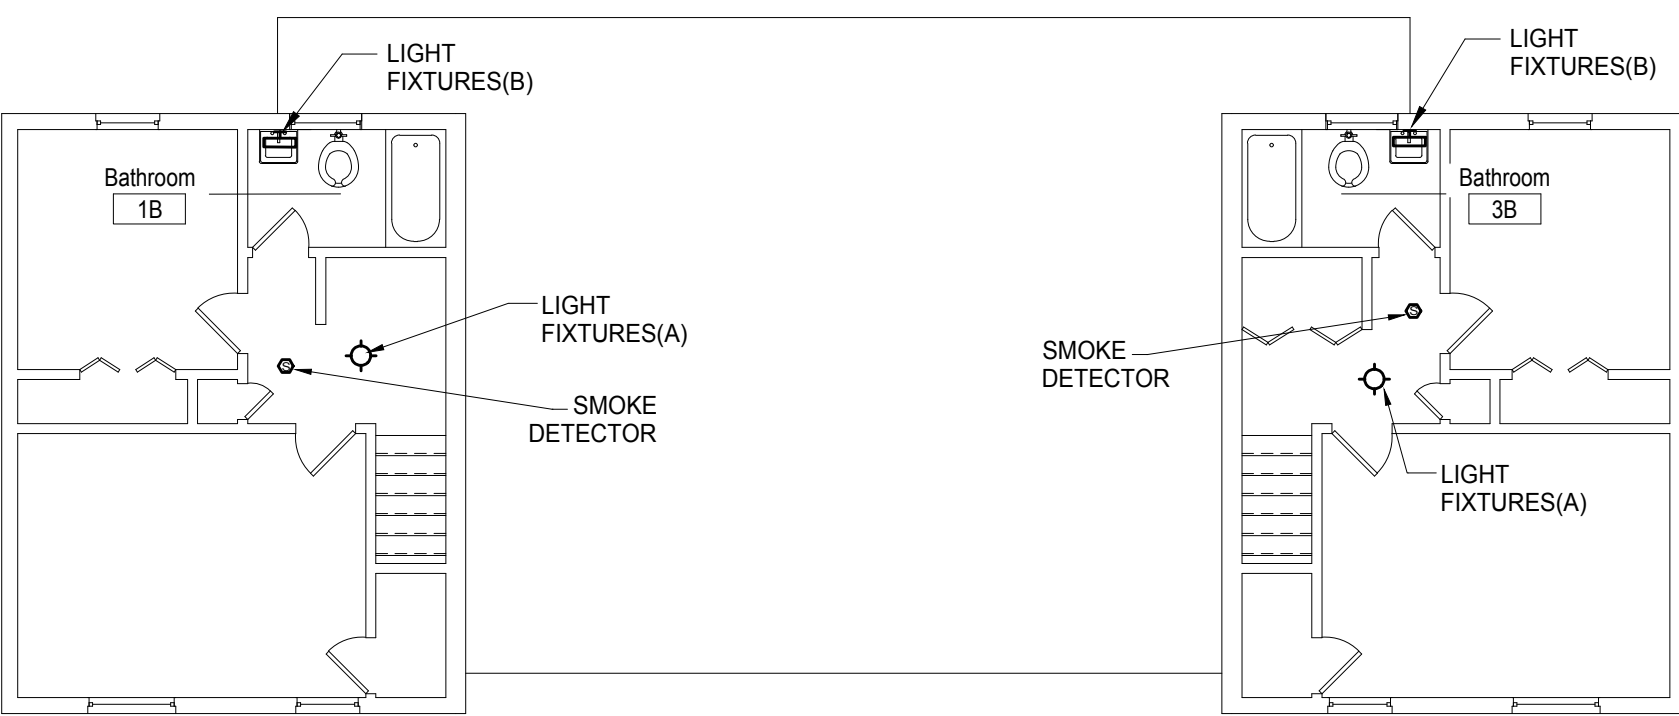 LIGHT
FIXTURES(B)
LIGHT
FIXTURES(B)
Bathroom
1B
Bathroom
3B
LIGHT
FIXTURES(A)
S
SMOKE
DETECTOR
S
SMOKE
DETECTOR
LIGHT
FIXTURES(A)